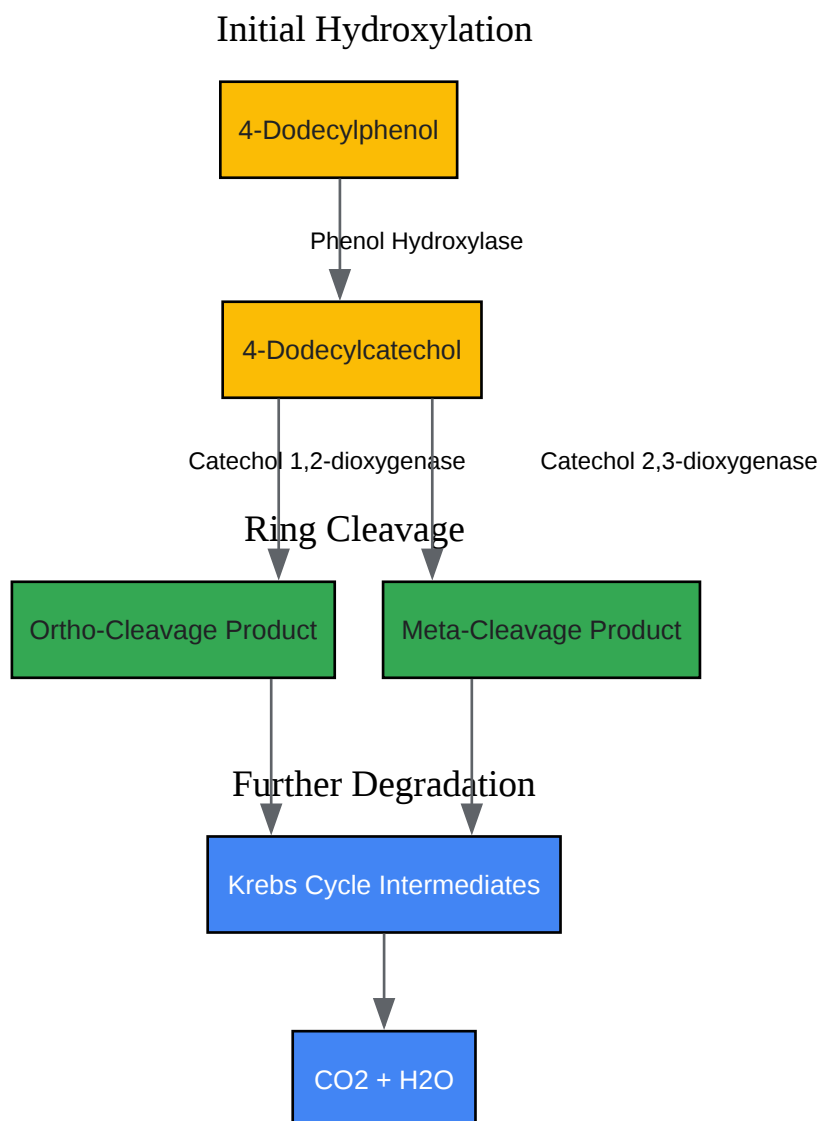 Initial Hydroxylation
4-Dodecylphenol
Phenol Hydroxylase
4-Dodecylcatechol
Catechol 1,2-dioxygenase
Catechol 2,3-dioxygenase
Ring Cleavage
Ortho-Cleavage Product
Meta-Cleavage Product
Further Degradation
Krebs Cycle Intermediates
CO2 + H2O